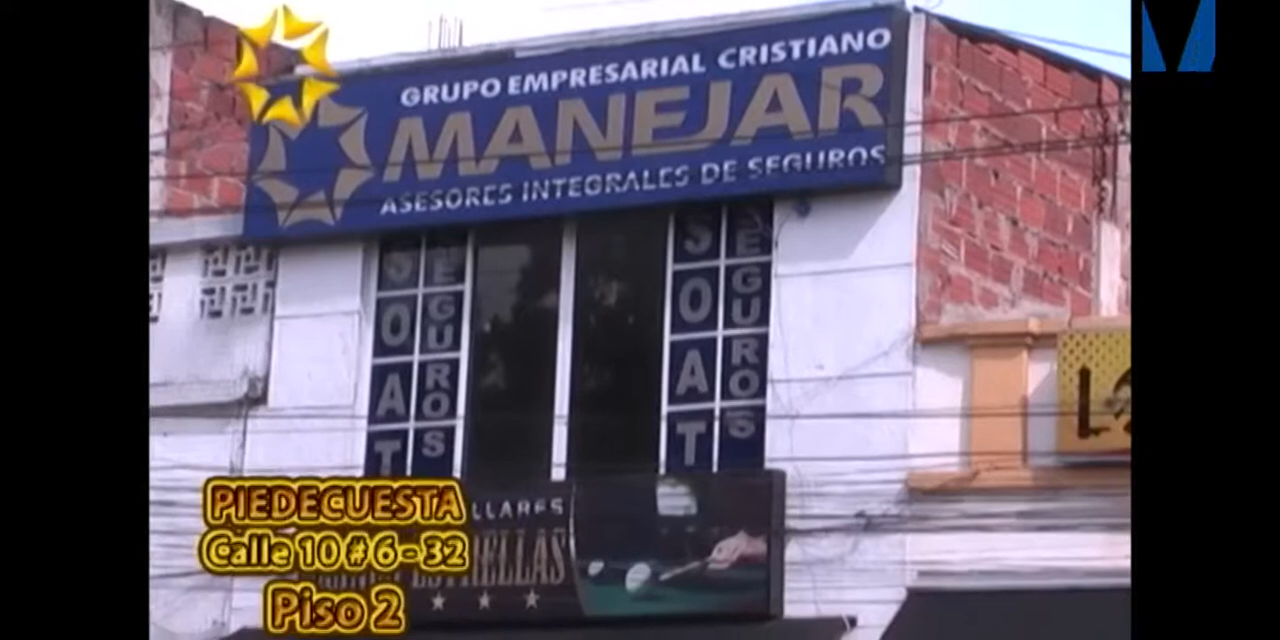 GRUPO EMPRESARIAL CRISTIANO
MANEJAR
ASESORES INTEGRALES DE SEGUROS
SOAT
SEGUROS
SOAT
SEGUROS
PIEDECUESTA
Calle 10 # 6 - 32
Piso 2